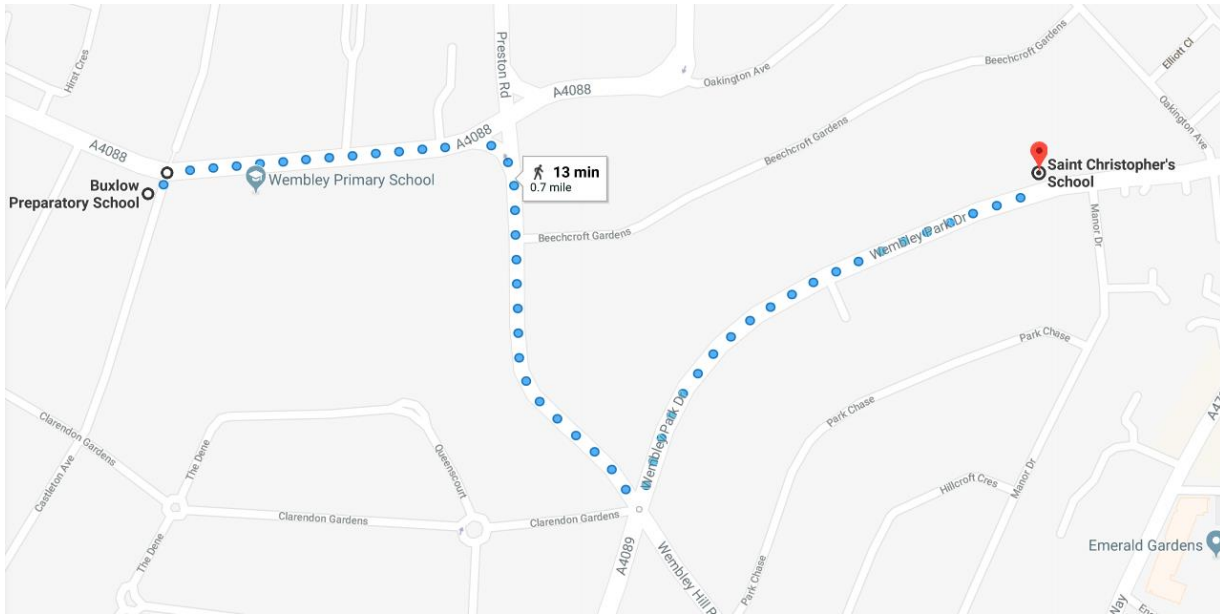 Hirst Cres
Preston Rd
Elliott Cl
Beechcroft Gardens
Oakington Ave
A4088
Oakington Ave
A4088
A4088
Beechcroft Gardens
13 min
0.7 mile
Saint Christopher's
School
Buxlow
Preparatory School
Wembley Primary School
Manor Dr
Wembley Park Dr
Beechcroft Gardens
Park Chase
Wembley Park Dr
Park Chase
Clarendon Gardens
The Dene
Queenscourt
Castleton Ave
Manor Dr
Hillcroft Cres
Clarendon Gardens
Clarendon Gardens
The Dene
A4089
Wembley Hill R
Park Chase
Emerald Gardens
Way